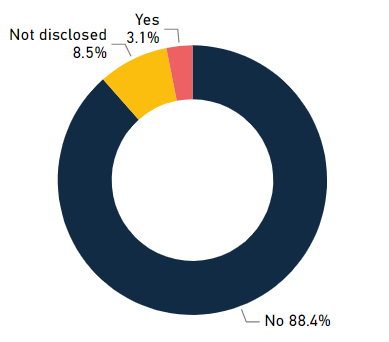 Yes
3.1%
Not disclosed
8.5%
No 88.4%